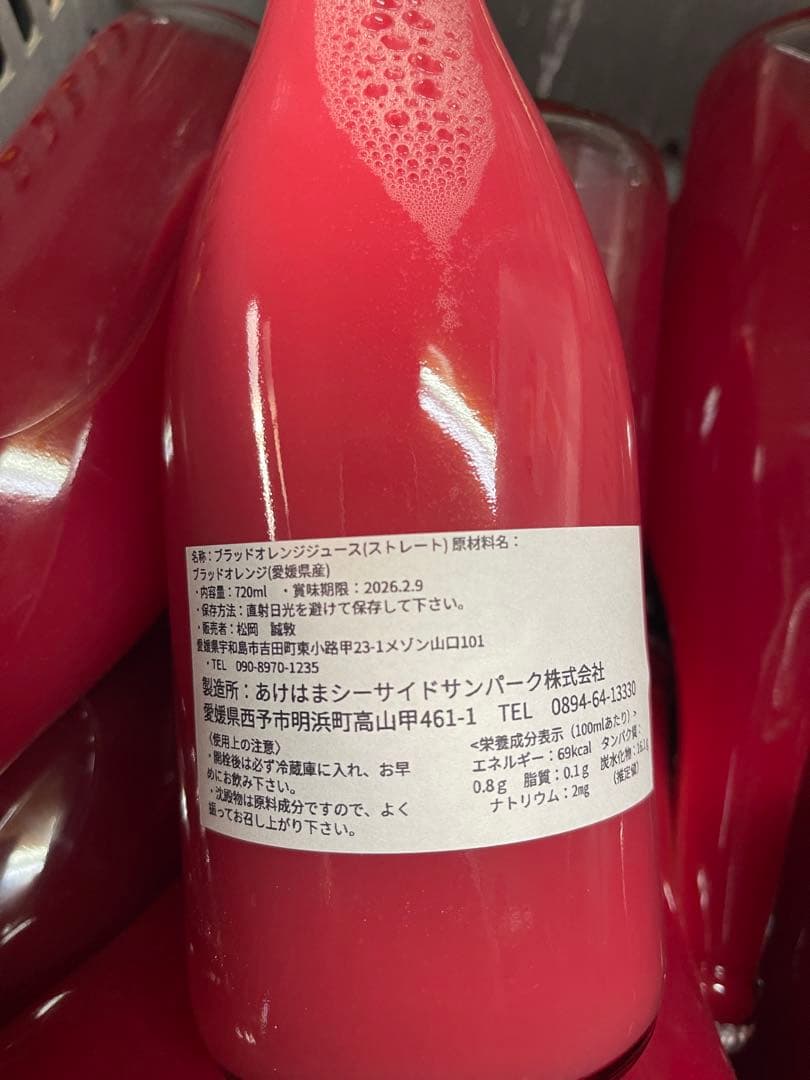 名称：ブラッドオレンジジュース(ストレート) 原材料名：
ブラッドオレンジ(愛媛県産)
・内容量：720ml ・賞味期限：2026.2.9
・保存方法：直射日光を避けて保存して下さい。
・販売者：松岡 誠敦
愛媛県宇和島市吉田町東小路甲23-1メゾン山口101
・TEL 090-8970-1235
製造所：あけはまシーサイドサンパーク株式会社
愛媛県西予市明浜町高山甲461-1 TEL 0894-64-13330
〈使用上の注意〉
・開栓後は必ず冷蔵庫に入れ、お早
めにお飲み下さい。
・沈殿物は原料成分ですので、よく
振ってお召し上がり下さい。
<栄養成分表示（100mlあたり）>
エネルギー：69kcal タンパク質：
0.8ｇ 脂質：0.1ｇ 炭水化物：16.1g
ナトリウム：2mg （推定値）